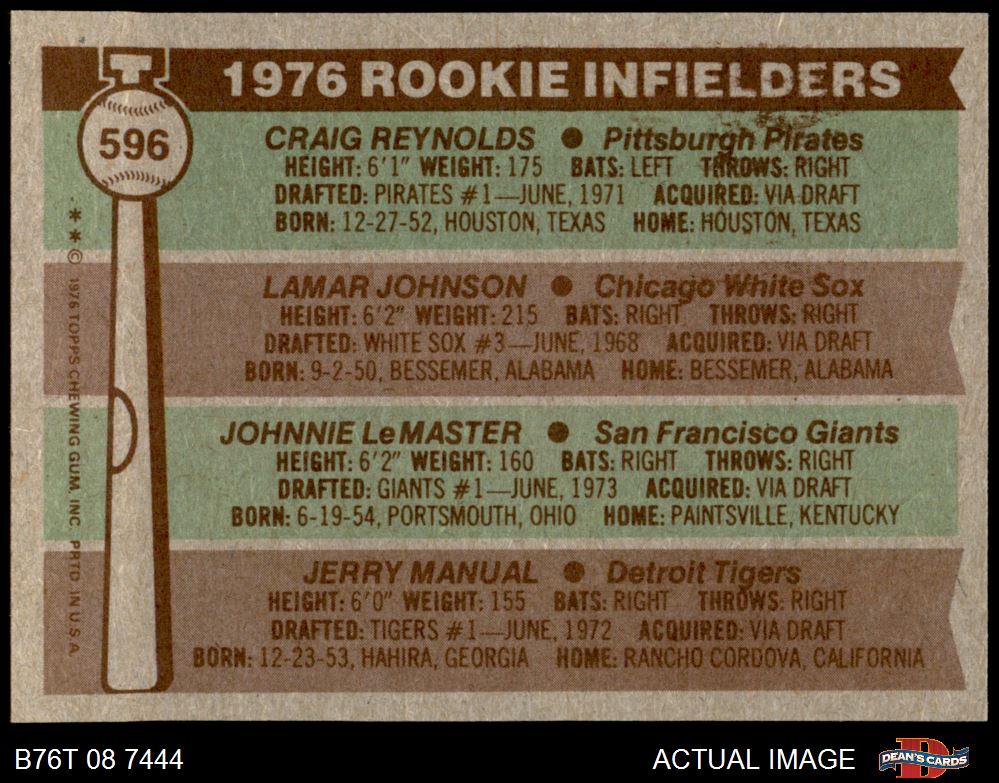 1976 ROOKIE INFIELDERS
596
CRAIG REYNOLDS ● Pittsburgh Pirates
HEIGHT: 6'1" WEIGHT: 175 BATS: LEFT THROWS: RIGHT
DRAFTED: PIRATES #1—JUNE, 1971 ACQUIRED: VIA DRAFT
BORN: 12-27-52, HOUSTON, TEXAS HOME: HOUSTON, TEXAS
LAMAR JOHNSON ● Chicago White Sox
HEIGHT: 6'2" WEIGHT: 215 BATS: RIGHT THROWS: RIGHT
DRAFTED: WHITE SOX #3—JUNE, 1968 ACQUIRED: VIA DRAFT
BORN: 9-2-50, BESSEMER, ALABAMA HOME: BESSEMER, ALABAMA
JOHNNIE LeMASTER ● San Francisco Giants
HEIGHT: 6'2" WEIGHT: 160 BATS: RIGHT THROWS: RIGHT
DRAFTED: GIANTS #1—JUNE, 1973 ACQUIRED: VIA DRAFT
BORN: 6-19-54, PORTSMOUTH, OHIO HOME: PAINTSVILLE, KENTUCKY
JERRY MANUAL ● Detroit Tigers
HEIGHT: 6'0" WEIGHT: 155 BATS: RIGHT THROWS: RIGHT
DRAFTED: TIGERS #1—JUNE, 1972 ACQUIRED: VIA DRAFT
BORN: 12-23-53, HAHIRA, GEORGIA HOME: RANCHO CORDOVA, CALIFORNIA
* * © 1976 TOPPS CHEWING GUM, INC. PRTD. IN U.S.A.
B76T 08 7444
ACTUAL IMAGE
DEAN'S CARDS